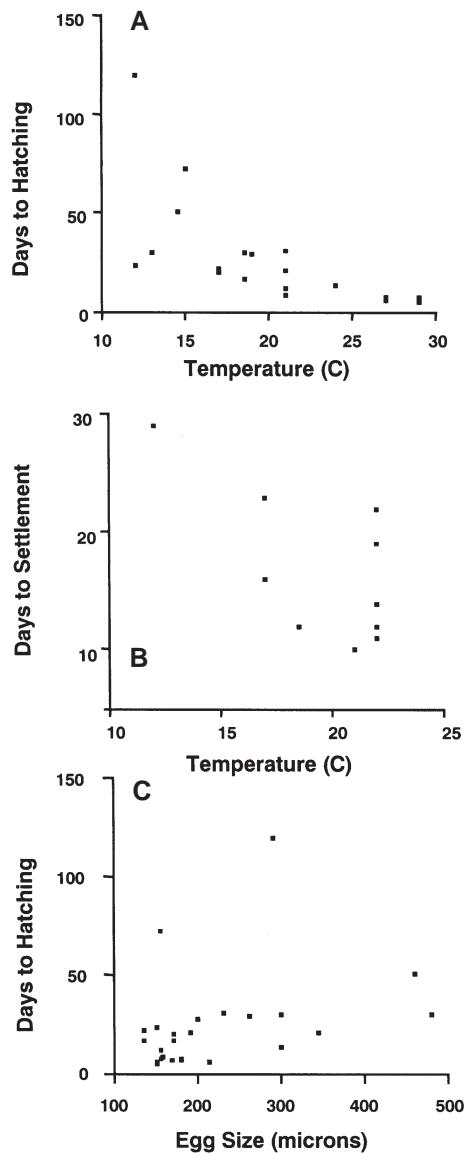 A
150
100
50
0
Days to Hatching
10 15 20 25 30
Temperature (C)
30
20
10
Days to Settlement
B
10 15 20 25
Temperature (C)
C
150
100
50
0
Days to Hatching
100 200 300 400 500
Egg Size (microns)